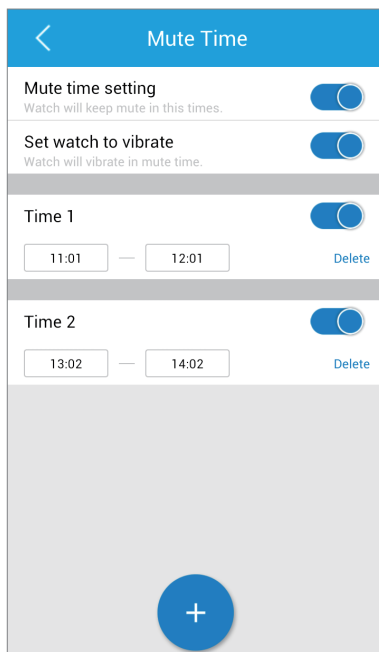 Mute Time
Mute time setting
Watch will keep mute in this times.
Set watch to vibrate
Watch will vibrate in mute time.
Time 1
11:01 — 12:01 Delete
Time 2
13:02 — 14:02 Delete
+